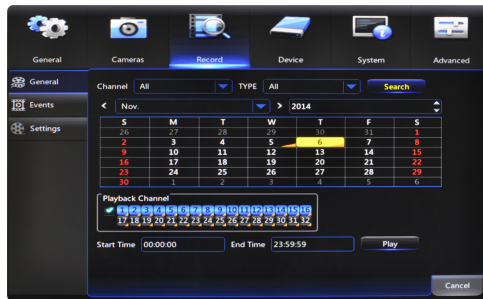 General Cameras Record Device System Advanced
General
Events
Settings
Channel All TYPE All Search
< Nov. > 2014
S M T W T F S
26 27 28 29 30 31 1
2 3 4 5 6 7 8
9 10 11 12 13 14 15
16 17 18 19 20 21 22
23 24 25 26 27 28 29
30 1 2 3 4 5 6
Playback Channel
1 2 3 4 5 6 7 8 9 10 11 12 13 14 15 16
17 18 19 20 21 22 23 24 25 26 27 28 29 30 31 32
Start Time 00:00:00 End Time 23:59:59 Play
Cancel